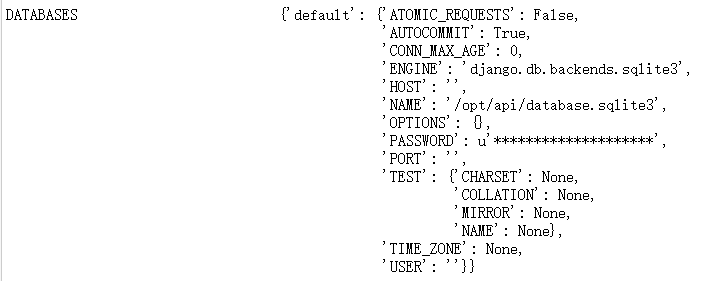 DATABASES {'default': {'ATOMIC_REQUESTS': False,
'AUTOCOMMIT': True,
'CONN_MAX_AGE': 0,
'ENGINE': 'django.db.backends.sqlite3',
'HOST': '',
'NAME': '/opt/api/database.sqlite3',
'OPTIONS': {},
'PASSWORD': u'********************',
'PORT': '',
'TEST': {'CHARSET': None,
'COLLATION': None,
'MIRROR': None,
'NAME': None},
'TIME_ZONE': None,
'USER': ''}}